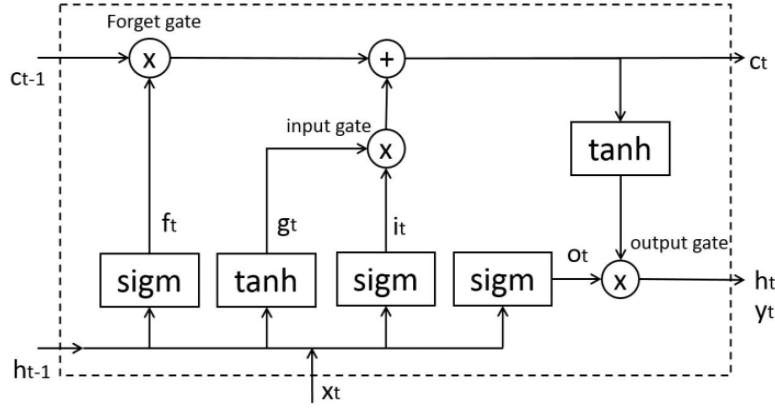 Forget gate
x
+
ct-1
ct
input gate
x
tanh
ft
gt
it
output gate
sigm
tanh
sigm
sigm
ot
x
ht
yt
ht-1
xt